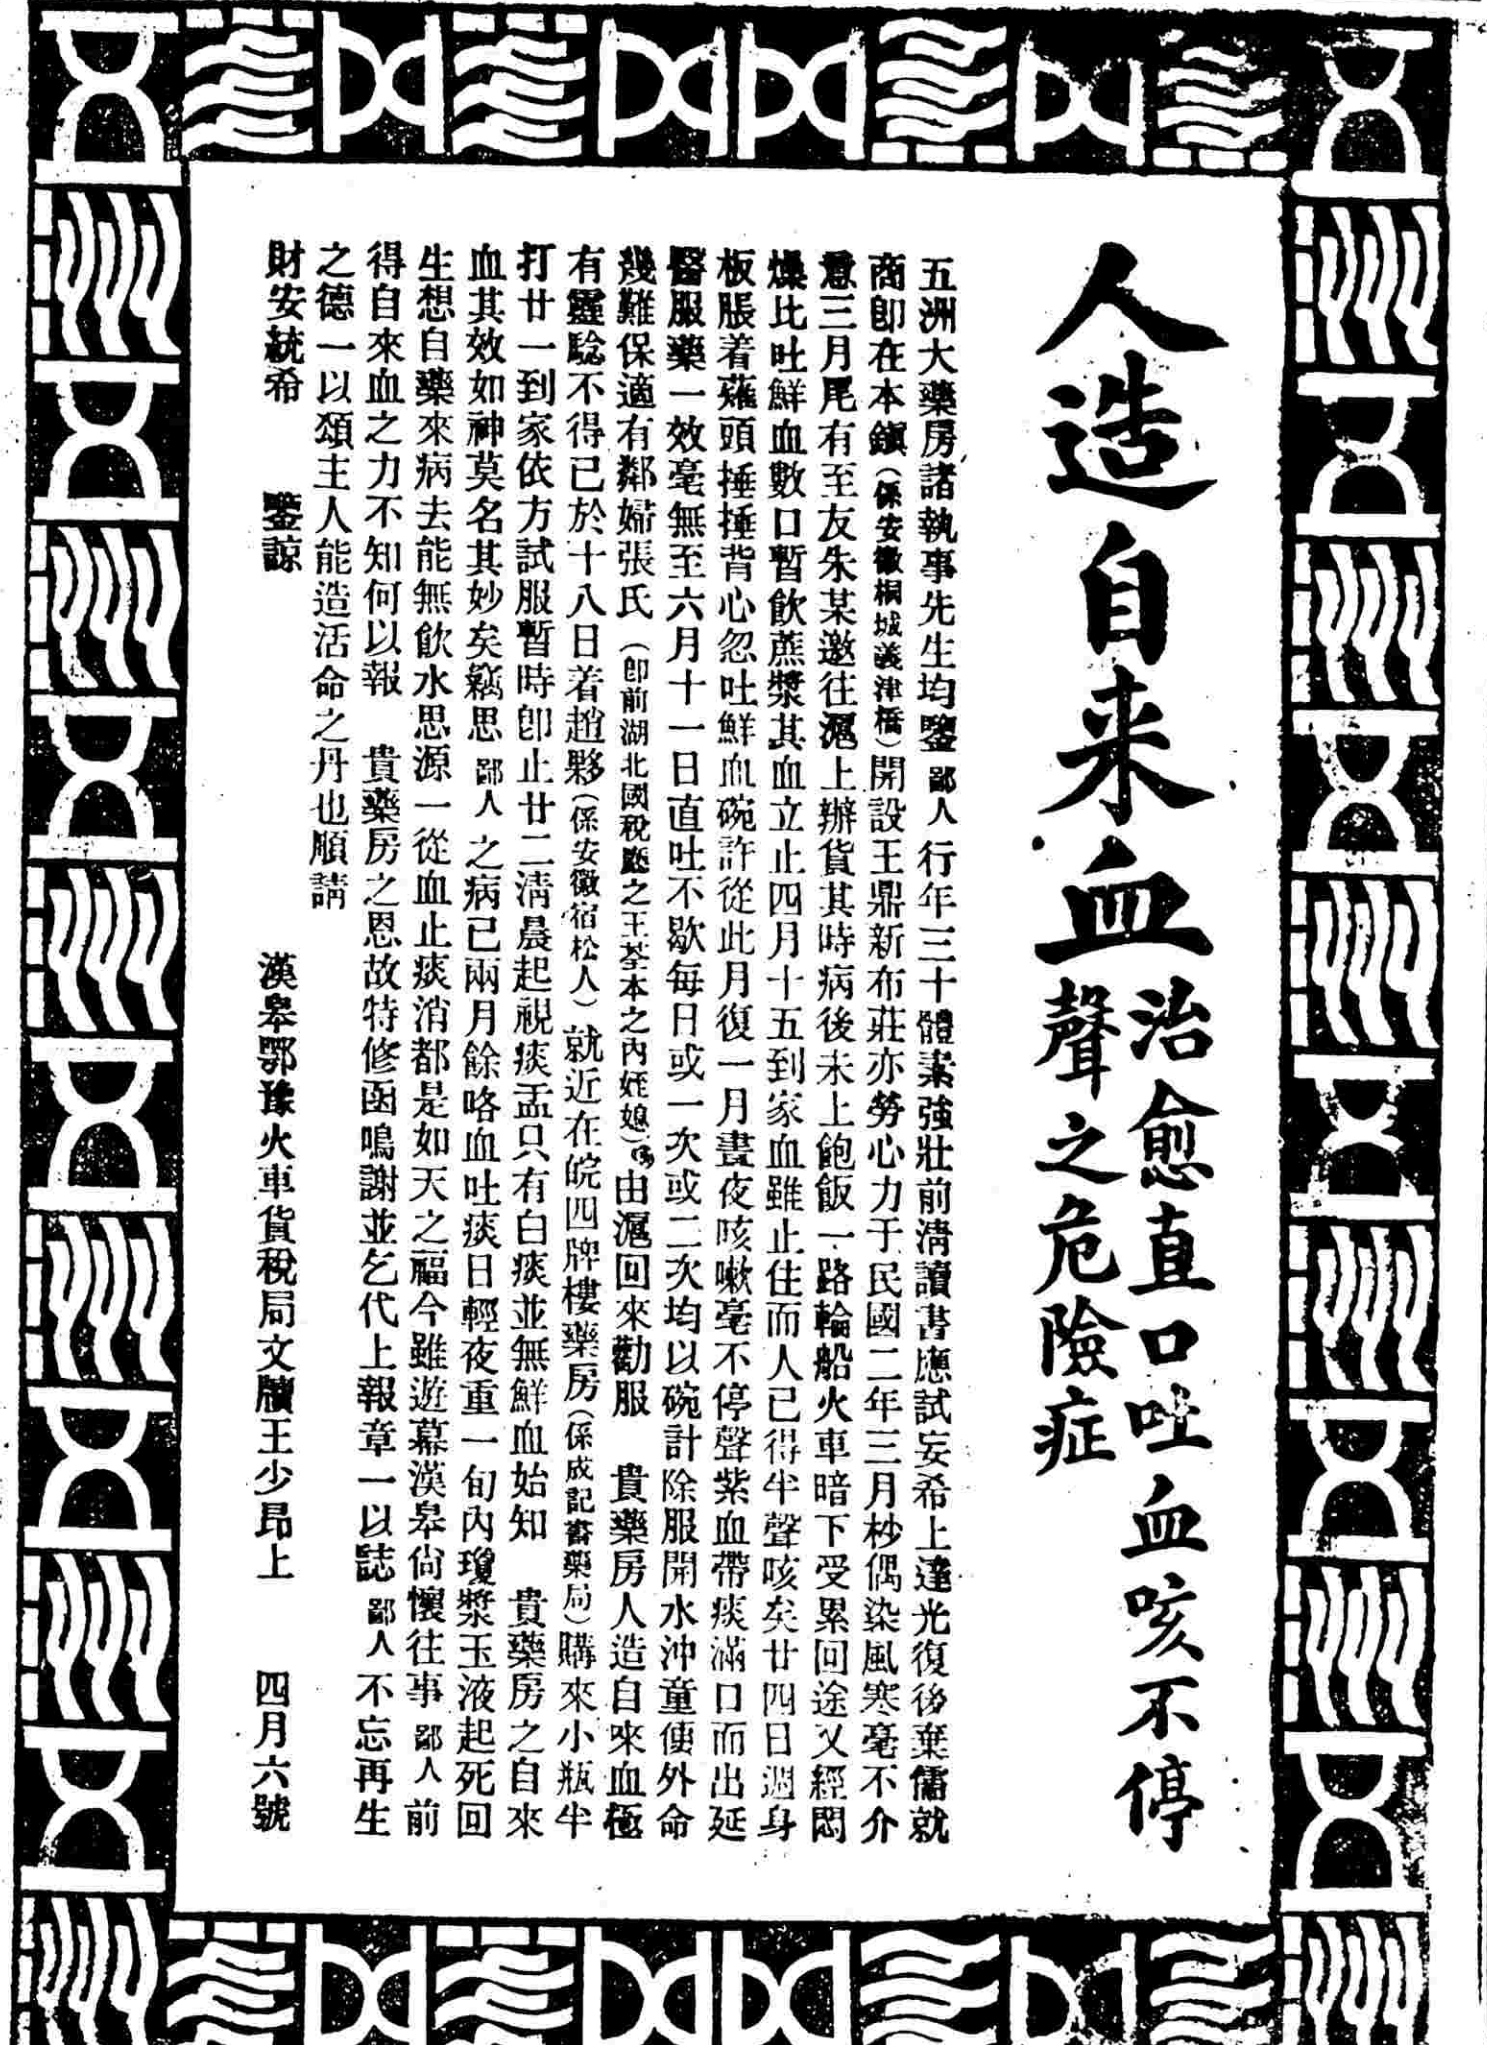 人造自来血
治愈直口吐血咳不停
聲之危險症
五洲大藥房諸執事先生均鑒鄙人行年三十體素強壯前淸讀書應試妄希上達光復後棄儒就
商卽在本鎭(係安徽桐城義津橋)開設王鼎新布莊亦勞心力于民國二年三月杪偶染風寒毫不介
意三月尾有至友朱某邀往滬上辦貨其時病後未上飽飯一路輪船火車暗下受累回途又經悶
燥比吐鮮血數口暫飲蔗漿其血立止四月十五到家血雖止住而人已得半聲咳矣廿四日週身
板脹着薙頭捶捶背心忽吐鮮血碗許從此月復一月晝夜咳嗽毫不停聲紫血帶痰滿口而出延
醫服藥一效毫無至六月十一日直吐不歇每日或一次或二次均以碗計除服開水沖童便外命
幾難保適有鄰婦張氏(卽前湖北國稅廳之王荃本之內姪媳)由滬回來勸服 貴藥房人造自來血極
有靈騐不得已於十八日着趙夥(係安徽宿松人)就近在皖四牌樓藥房(係成記書藥局)購來小瓶半
打廿一到家依方試服暫時卽止廿二淸晨起視痰盂只有白痰並無鮮血始知 貴藥房之自來
血其效如神莫名其妙矣竊思鄙人之病已兩月餘咯血吐痰日輕夜重一旬內瓊漿玉液起死回
生想自藥來病去能無飲水思源一從血止痰消都是如天之福今雖遊幕漢皋尙懷往事鄙人前
得自來血之力不知何以報 貴藥房之恩故特修函鳴謝並乞代上報章一以誌鄙人不忘再生
之德一以頌主人能造活命之丹也順請
財安統希 鑒諒
漢皋鄂豫火車貨稅局文牘王少昂上 四月六號